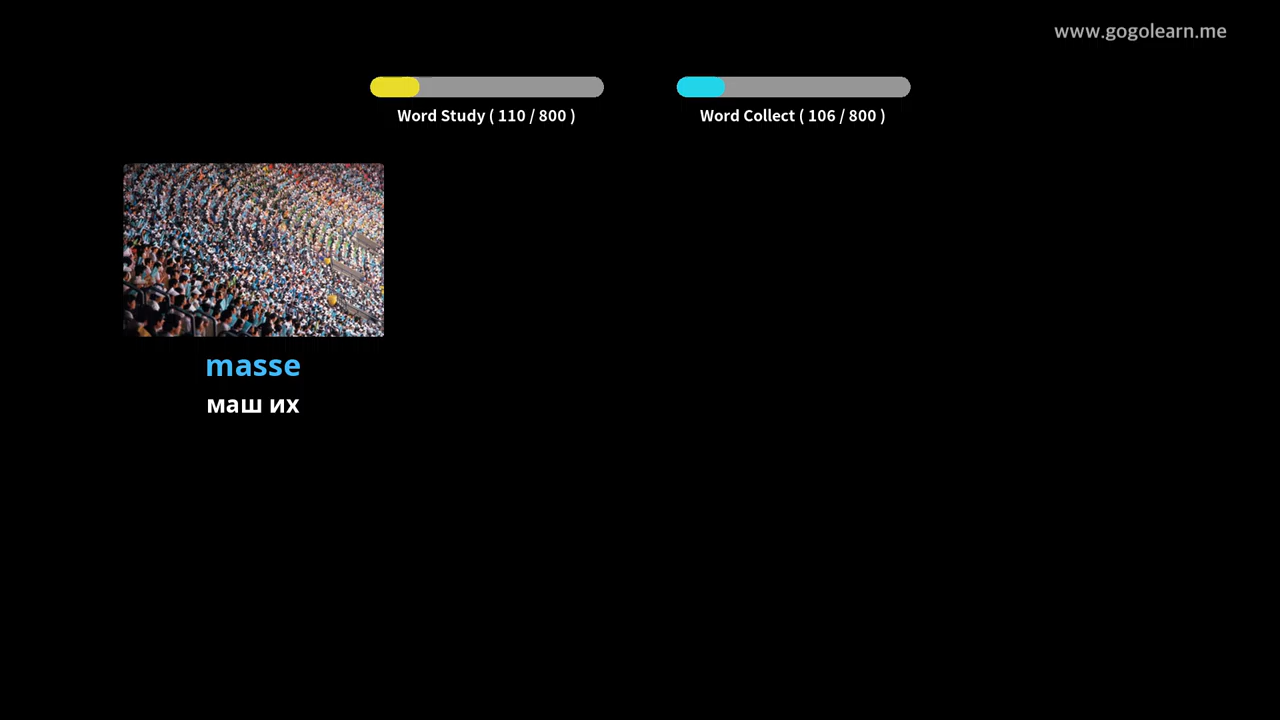 www.gogolearn.me
Word Study ( 110 / 800 )
Word Collect ( 106 / 800 )
masse
маш их